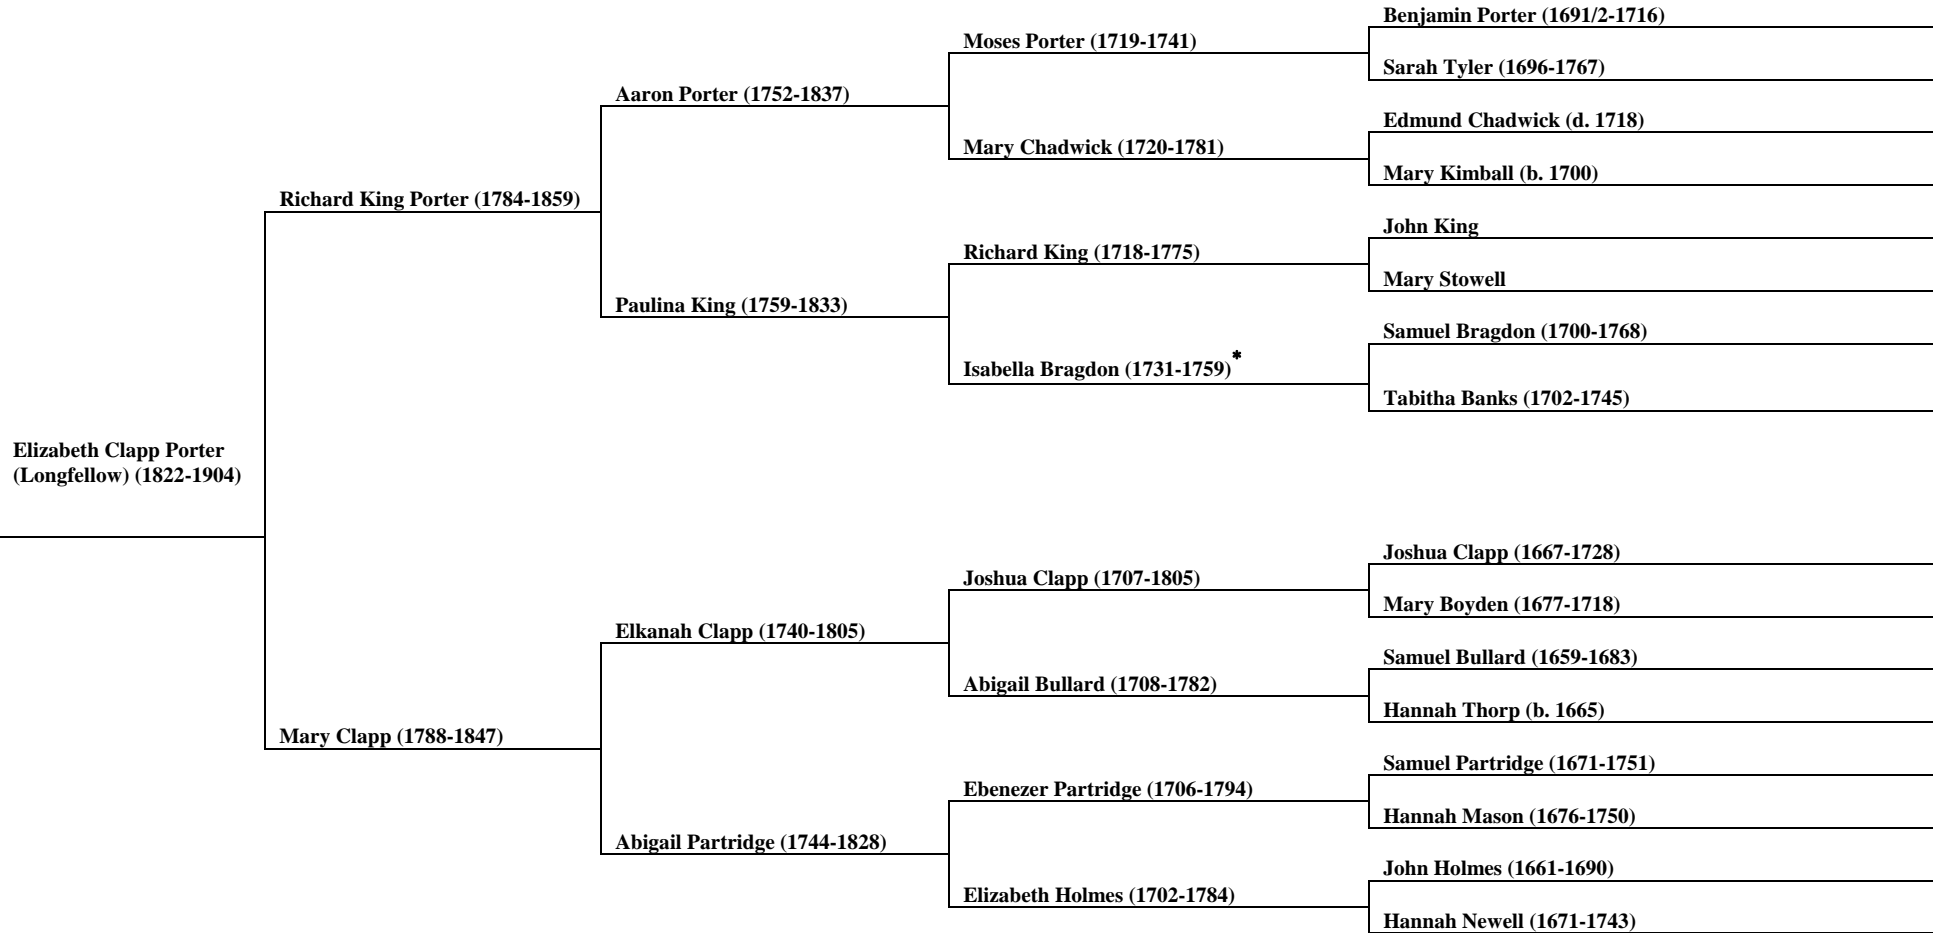 Benjamin Porter (1691/2-1716)
Moses Porter (1719-1741)
Sarah Tyler (1696-1767)
Aaron Porter (1752-1837)
Edmund Chadwick (d. 1718)
Mary Chadwick (1720-1781)
Mary Kimball (b. 1700)
Richard King Porter (1784-1859)
John King
Richard King (1718-1775)
Mary Stowell
Paulina King (1759-1833)
Samuel Bragdon (1700-1768)
Isabella Bragdon (1731-1759)*
Tabitha Banks (1702-1745)
Elizabeth Clapp Porter
(Longfellow) (1822-1904)
Joshua Clapp (1667-1728)
Joshua Clapp (1707-1805)
Mary Boyden (1677-1718)
Elkanah Clapp (1740-1805)
Samuel Bullard (1659-1683)
Abigail Bullard (1708-1782)
Hannah Thorp (b. 1665)
Mary Clapp (1788-1847)
Samuel Partridge (1671-1751)
Ebenezer Partridge (1706-1794)
Hannah Mason (1676-1750)
Abigail Partridge (1744-1828)
John Holmes (1661-1690)
Elizabeth Holmes (1702-1784)
Hannah Newell (1671-1743)